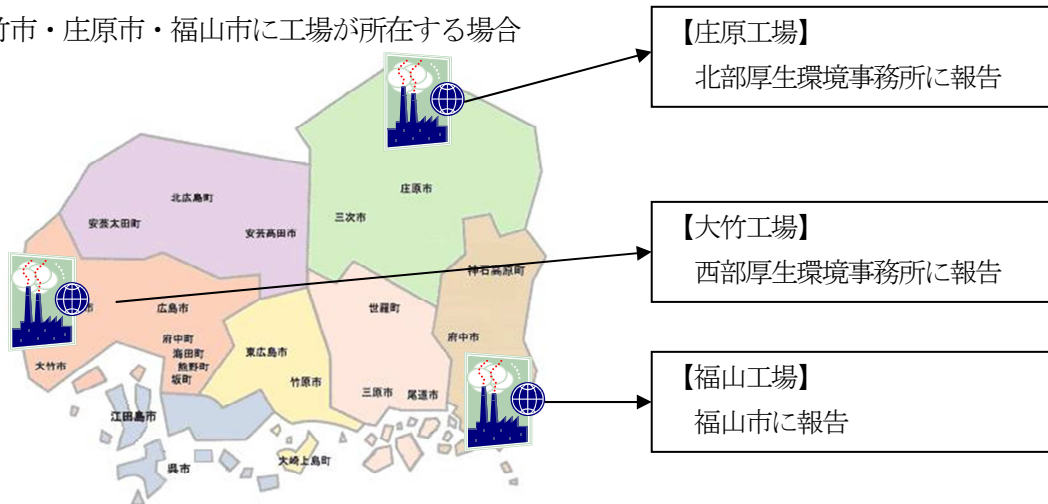 竹市・庄原市・福山市に工場が所在する場合
【庄原工場】
北部厚生環境事務所に報告
【大竹工場】
西部厚生環境事務所に報告
【福山工場】
福山市に報告
庄原市
北広島町
三次市
安芸太田町
安芸高田市
神石高原町
市
広島市
世羅町
府中市
府中町
海田町
熊野町
坂町
大竹市
東広島市
竹原市
三原市
尾道市
江田島市
呉市
大崎上島町